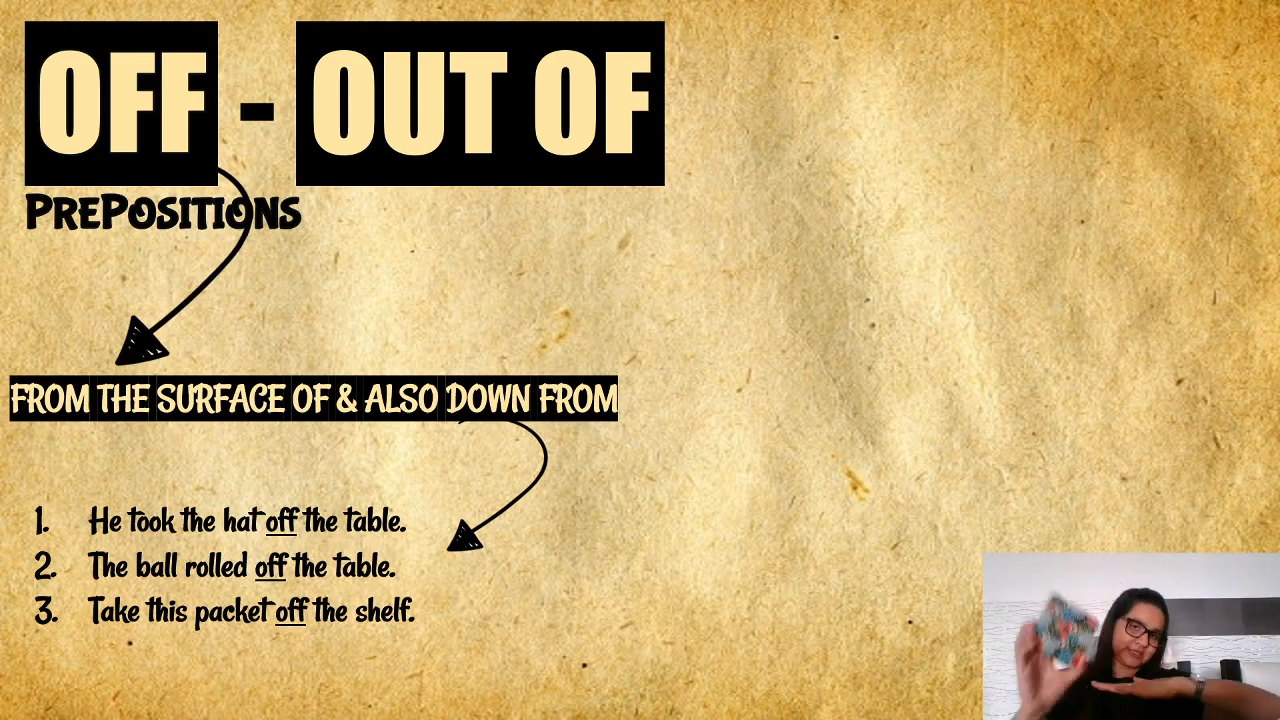 OFF - OUT OF
PREPOSITIONS
FROM THE SURFACE OF & ALSO DOWN FROM
1. He took the hat off the table.
2. The ball rolled off the table.
3. Take this packet off the shelf.